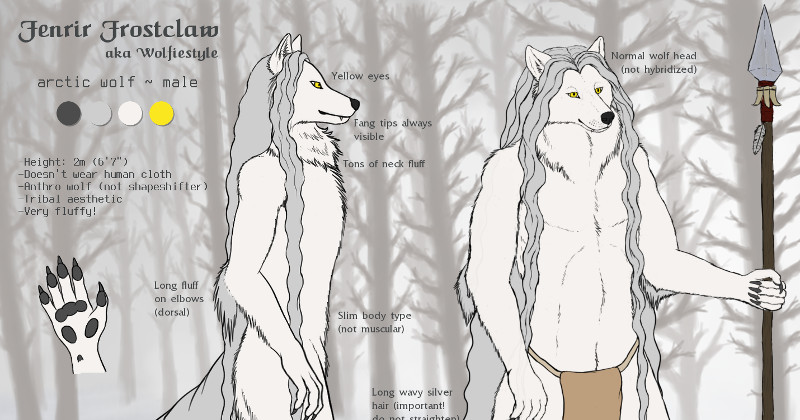 Fenrir Frostclaw
aka Wolfiestyle
arctic wolf ~ male
Height: 2m (6'7")
-Doesn't wear human cloth
-Anthro wolf (not shapeshifter)
Tribal aesthetic
-Very fluffy!
Long fluff
on elbows
(dorsal)
Yellow eyes
Fang tips always
visible
Tons of neck fluff
Slim body type
(not muscular)
Long wavy silver
hair (important!
do not straighten)
Normal wolf head
(not hybridized)